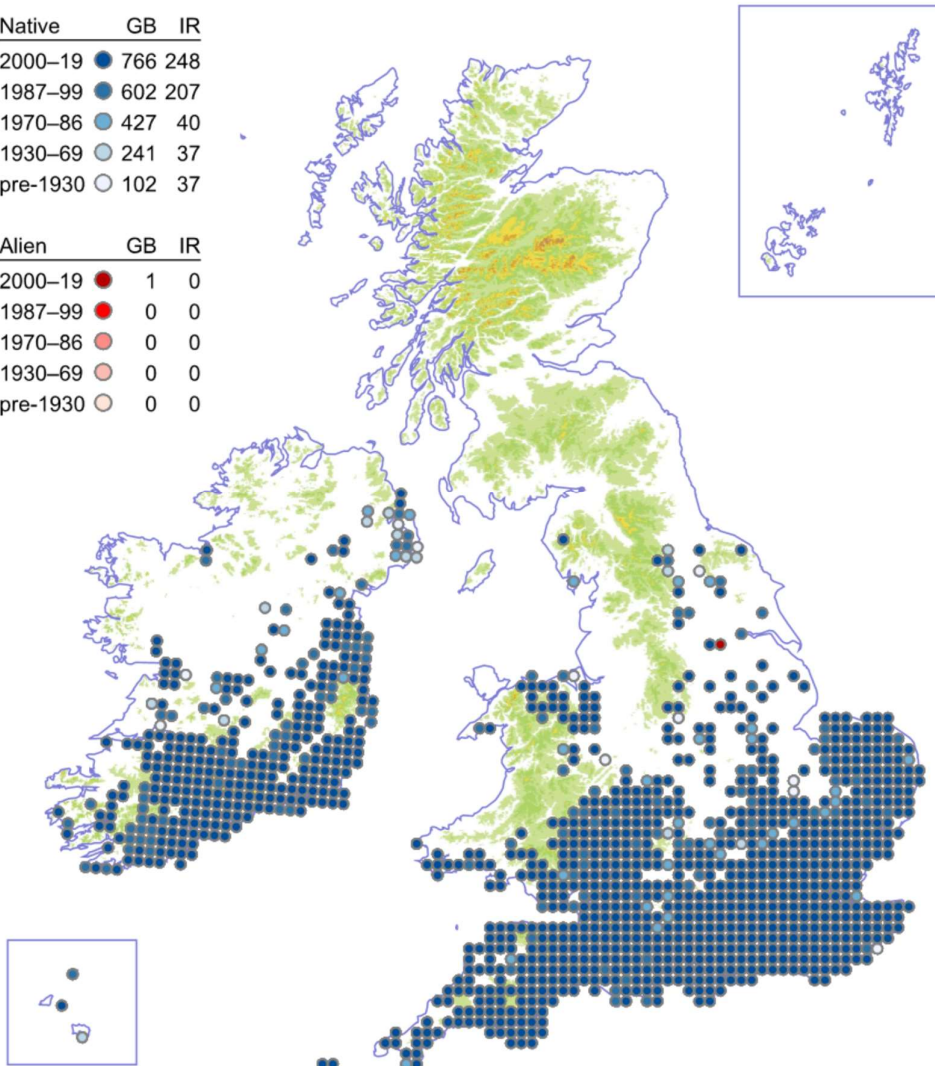 Native GB IR
2000–19 766 248
1987–99 602 207
1970–86 427 40
1930–69 241 37
pre-1930 102 37
Alien GB IR
2000–19 1 0
1987–99 0 0
1970–86 0 0
1930–69 0 0
pre-1930 0 0